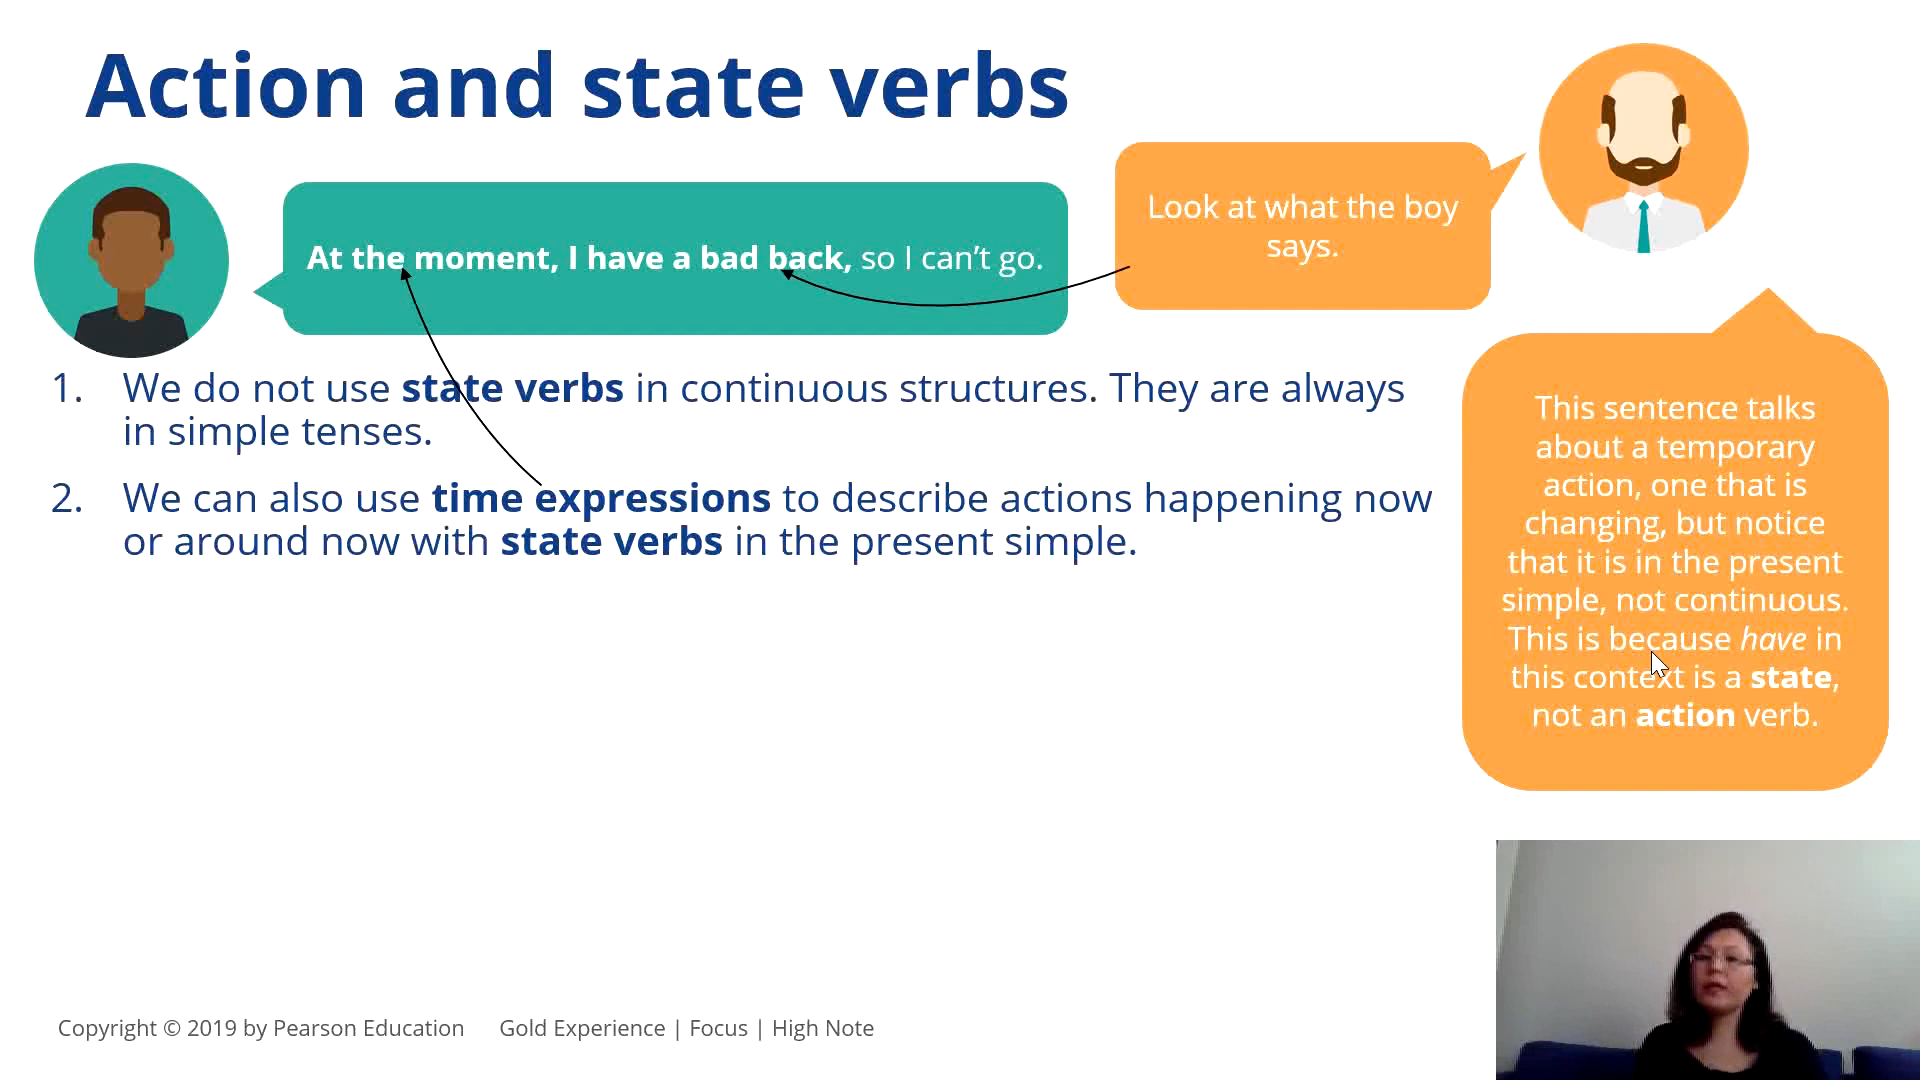 Action and state verbs
At the moment, I have a bad back, so I can’t go.
Look at what the boy
says.
1. We do not use state verbs in continuous structures. They are always
in simple tenses.
2. We can also use time expressions to describe actions happening now
or around now with state verbs in the present simple.
This sentence talks
about a temporary
action, one that is
changing, but notice
that it is in the present
simple, not continuous.
This is because have in
this context is a state,
not an action verb.
Copyright © 2019 by Pearson Education Gold Experience | Focus | High Note